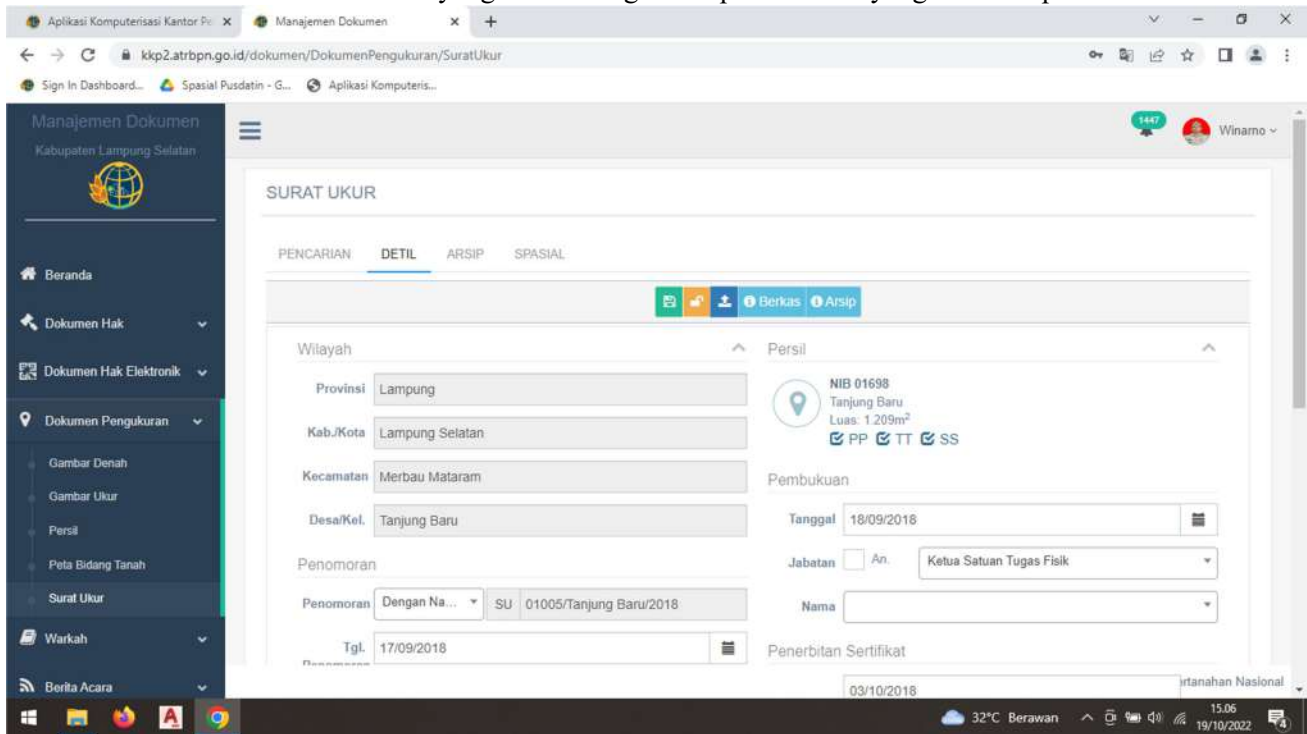 Aplikasi Komputerisasi Kantor Pe
Manajemen Dokumen
kkp2.atrbpn.go.id/dokumen/DokumenPengukuran/SuratUkur
Sign In Dashboard...
Spasial Pusdatin - G...
Aplikasi Komputeris...
Manajemen Dokumen
Kabupaten Lampung Selatan
1447
Winarno
SURAT UKUR
PENCARIAN DETIL ARSIP SPASIAL
Berkas Arsip
Beranda
Dokumen Hak
Dokumen Hak Elektronik
Dokumen Pengukuran
Gambar Denah
Gambar Ukur
Persil
Peta Bidang Tanah
Surat Ukur
Warkah
Berita Acara
Wilayah
Provinsi Lampung
Kab./Kota Lampung Selatan
Kecamatan Merbau Mataram
Desa/Kel. Tanjung Baru
Penomoran
Penomoran Dengan Na... SU 01005/Tanjung Baru/2018
Tgl. 17/09/2018
Persil
NIB 01698
Tanjung Baru
Luas: 1.209m²
PP TT SS
Pembukuan
Tanggal 18/09/2018
Jabatan An. Ketua Satuan Tugas Fisik
Nama
Penerbitan Sertifikat
03/10/2018
rtanahan Nasional
32°C Berawan
15.06
19/10/2022
4